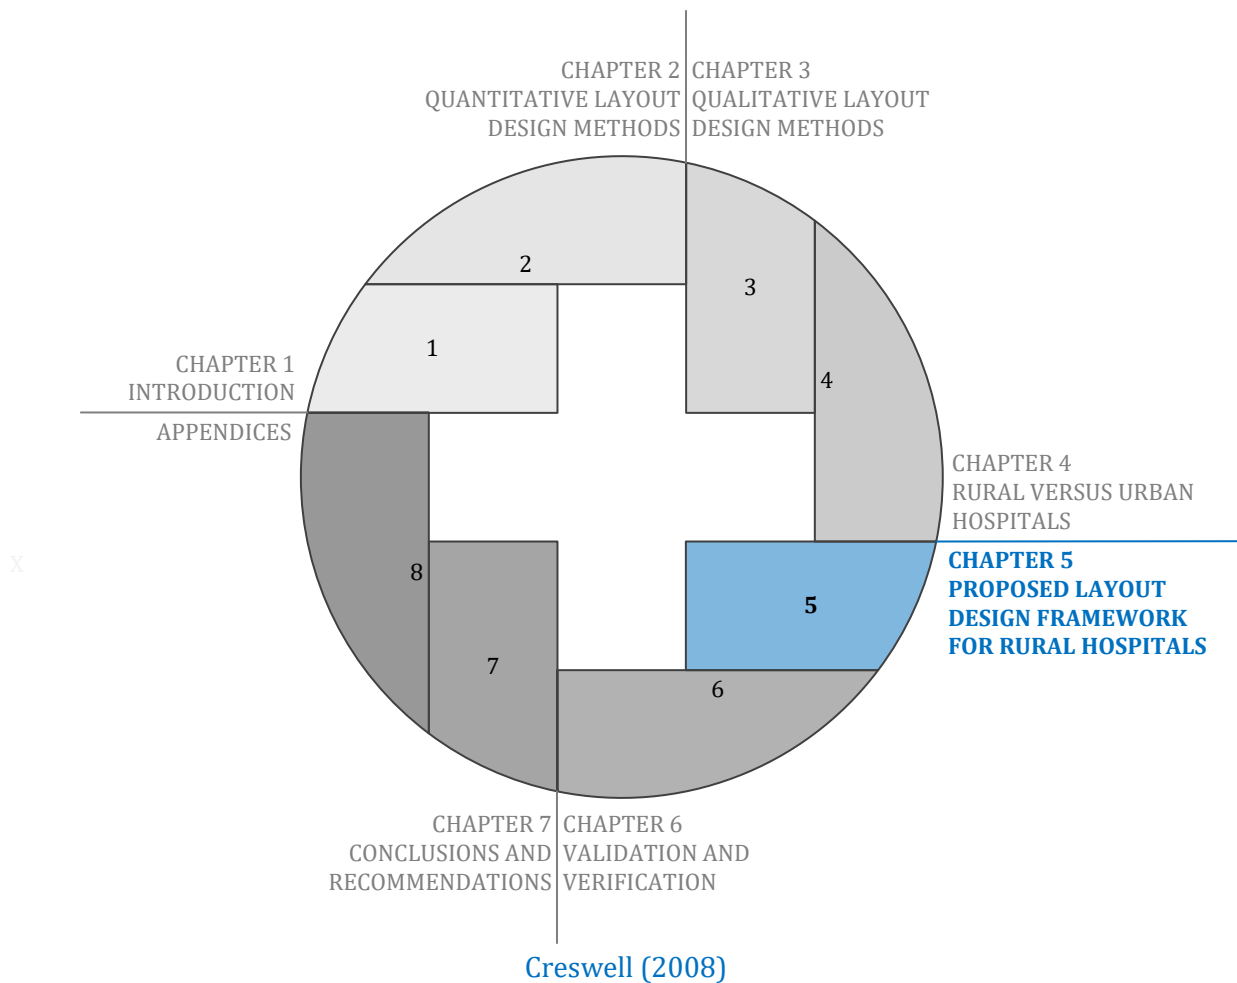 CHAPTER 2
QUANTITATIVE LAYOUT
DESIGN METHODS
CHAPTER 3
QUALITATIVE LAYOUT
DESIGN METHODS
2
3
1
4
CHAPTER 1
INTRODUCTION
APPENDICES
CHAPTER 4
RURAL VERSUS URBAN
HOSPITALS
X
8
5
CHAPTER 5
PROPOSED LAYOUT
DESIGN FRAMEWORK
FOR RURAL HOSPITALS
7
6
CHAPTER 7
CONCLUSIONS AND
RECOMMENDATIONS
CHAPTER 6
VALIDATION AND
VERIFICATION
Creswell (2008)